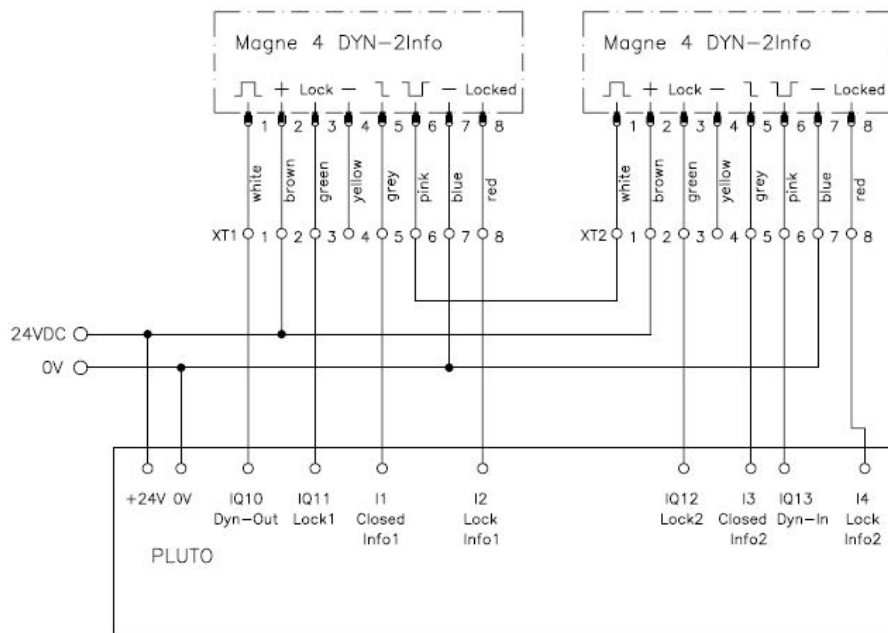 Magne 4 DYN-2Info
Magne 4 DYN-2Info
+ Lock − − Locked
+ Lock − − Locked
1 2 3 4 5 6 7 8
1 2 3 4 5 6 7 8
white brown green yellow grey pink blue red
white brown green yellow grey pink blue red
XT1 1 2 3 4 5 6 7 8
XT2 1 2 3 4 5 6 7 8
24VDC
0V
+24V 0V IQ10 IQ11 I1 I2 IQ12 I3 IQ13 I4
Dyn-Out Lock1 Closed Lock Lock2 Closed Dyn-In Lock
Info1 Info1 Info2 Info2
PLUTO